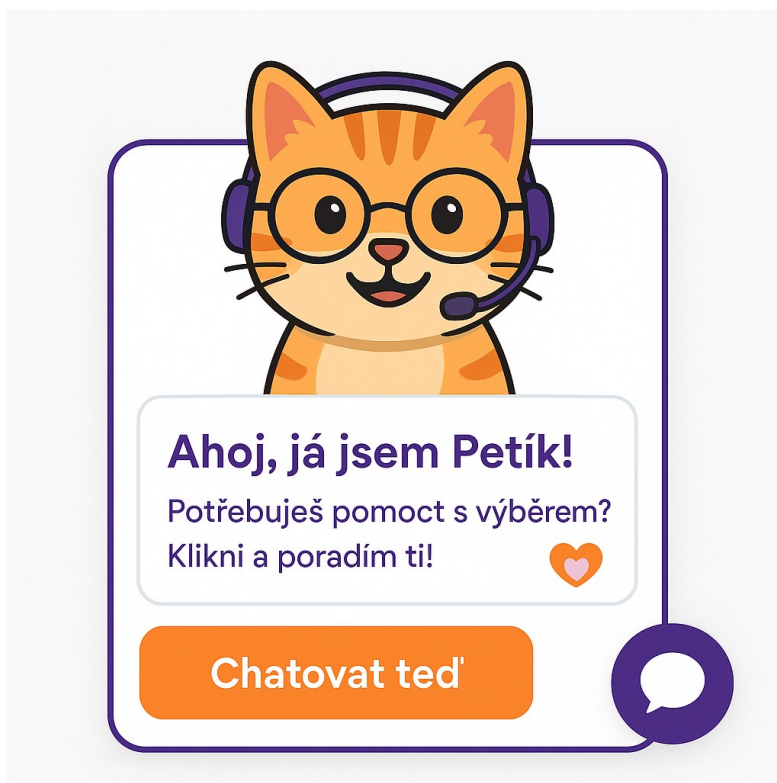 Ahoj, já jsem Petík!
Potřebuješ pomoct s výběrem?
Klikni a poradím ti!
Chatovat teď